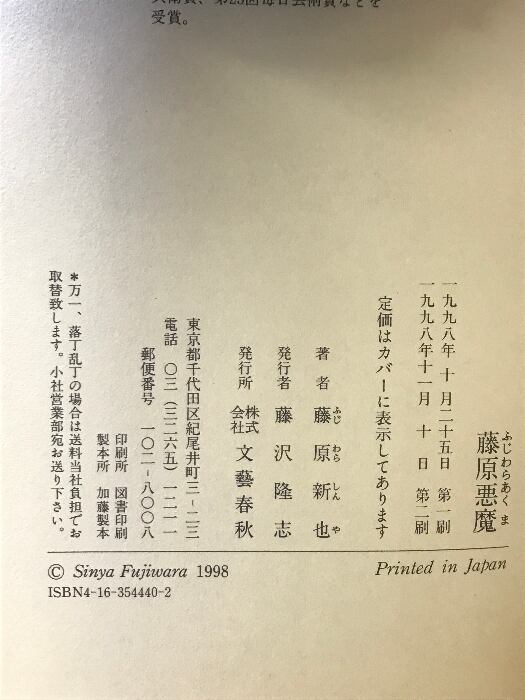 受賞。
藤原悪魔
ふじわらあくま
一九九八年 十 月二十五日 第一刷
一九九八年十一月 十 日 第二刷
定価はカバーに表示してあります
著 者 藤原新也
ふじ わら しん や
発行者 藤沢隆志
発行所 株式会社 文藝春秋
東京都千代田区紀尾井町三−二三
電話 〇三(三二六五)一二一一
郵便番号 一〇二−八〇〇八
印刷所 図書印刷
製本所 加藤製本
*万一、落丁乱丁の場合は送料当社負担でお
取替致します。小社営業部宛お送り下さい。
© Sinya Fujiwara 1998
Printed in Japan
ISBN4-16-354440-2